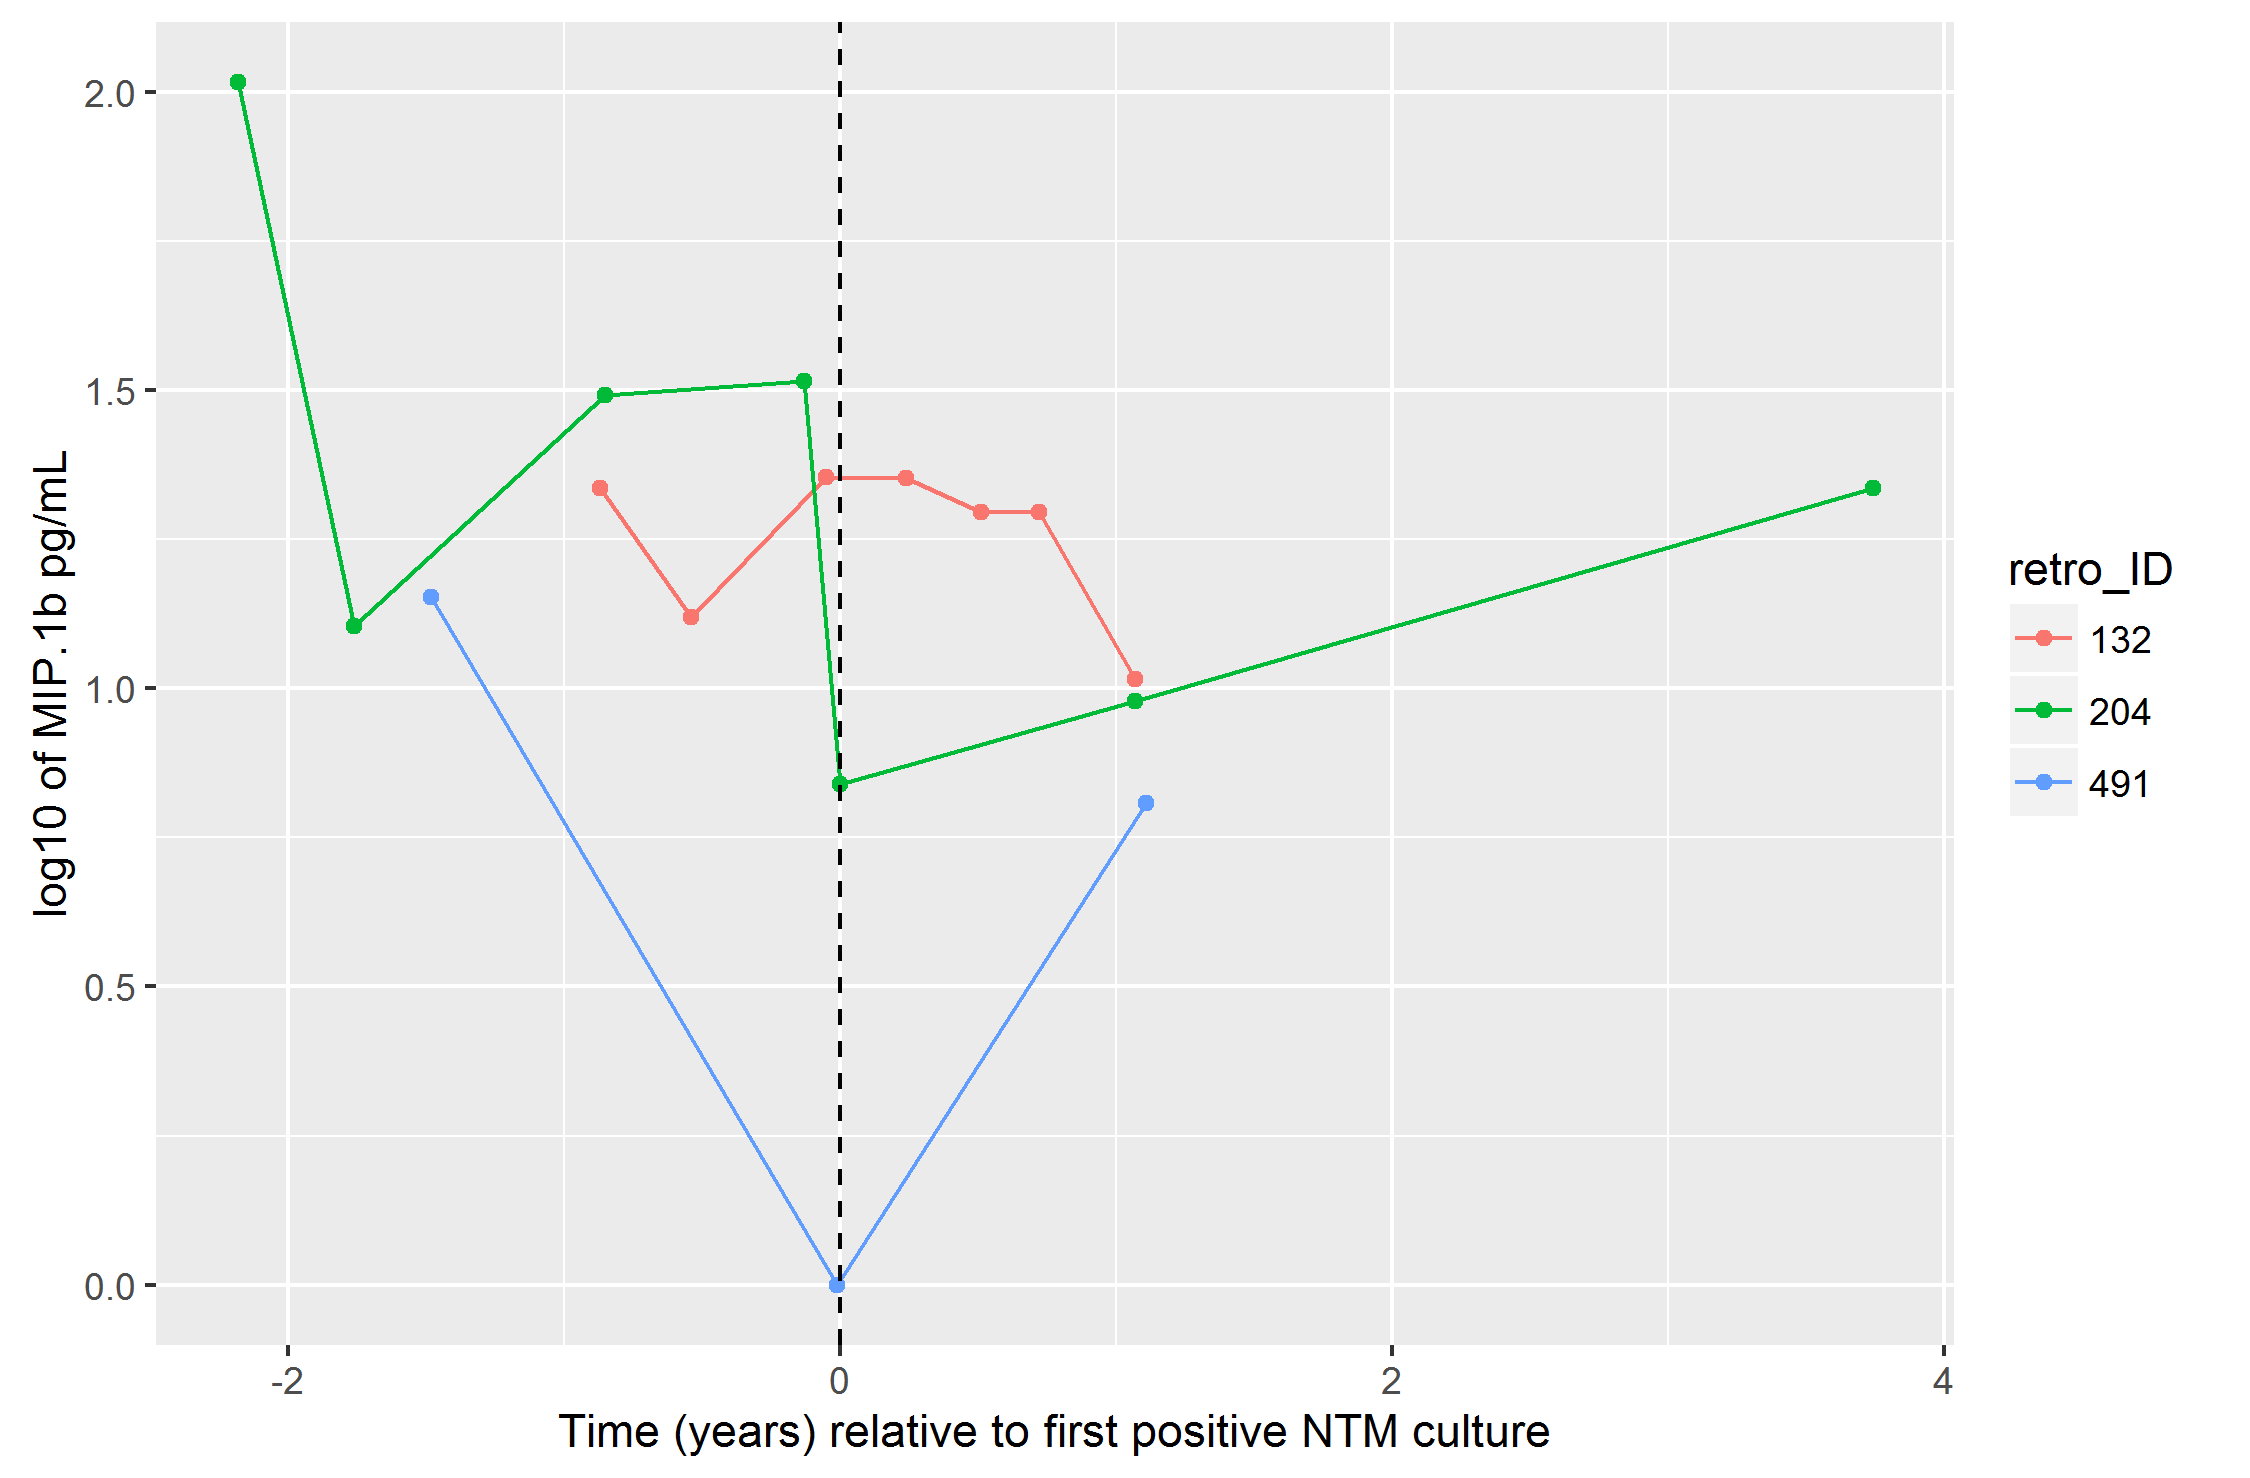 2.0
1.5
1.0
0.5
0.0
log10 of MIP.1b pg/mL
-2 0 2 4
Time (years) relative to first positive NTM culture
retro_ID
132
204
491